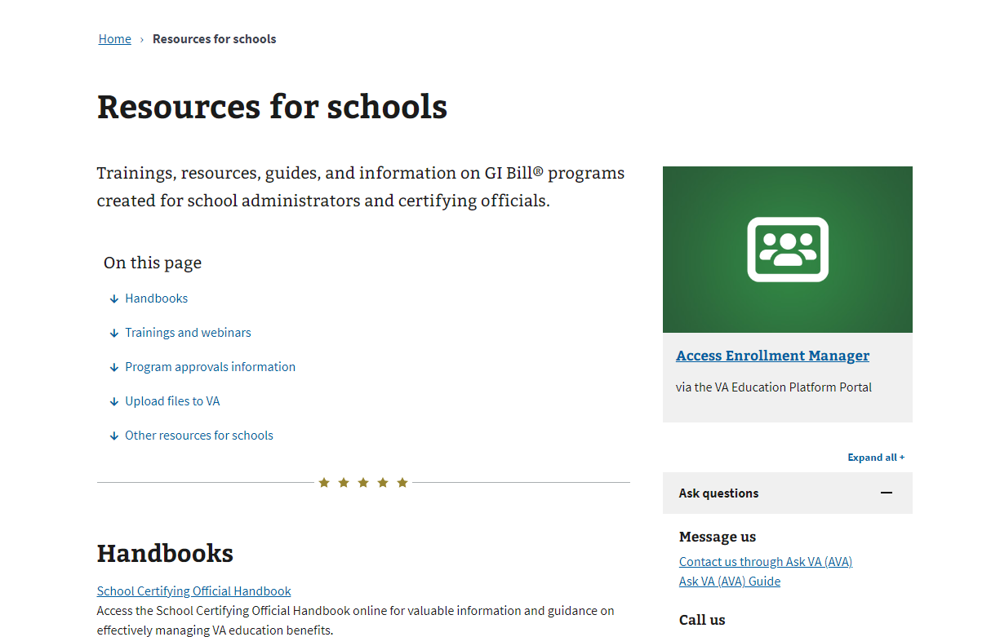 Home › Resources for schools
Resources for schools
Trainings, resources, guides, and information on GI Bill® programs
created for school administrators and certifying officials.
On this page
Handbooks
Trainings and webinars
Program approvals information
Upload files to VA
Other resources for schools
Handbooks
School Certifying Official Handbook
Access the School Certifying Official Handbook online for valuable information and guidance on
effectively managing VA education benefits.
Access Enrollment Manager
via the VA Education Platform Portal
Expand all +
Ask questions
Message us
Contact us through Ask VA (AVA)
Ask VA (AVA) Guide
Call us